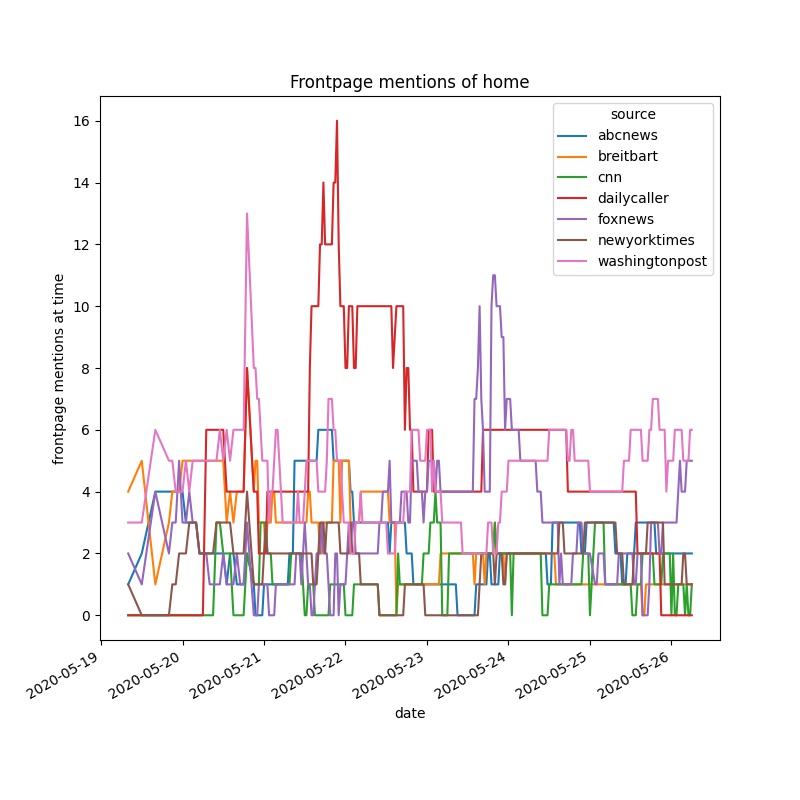 Frontpage mentions of home
source
abcnews
breitbart
cnn
dailycaller
foxnews
newyorktimes
washingtonpost
frontpage mentions at time
16
14
12
10
8
6
4
2
0
2020-05-19
2020-05-20
2020-05-21
2020-05-22
2020-05-23
2020-05-24
2020-05-25
2020-05-26
date